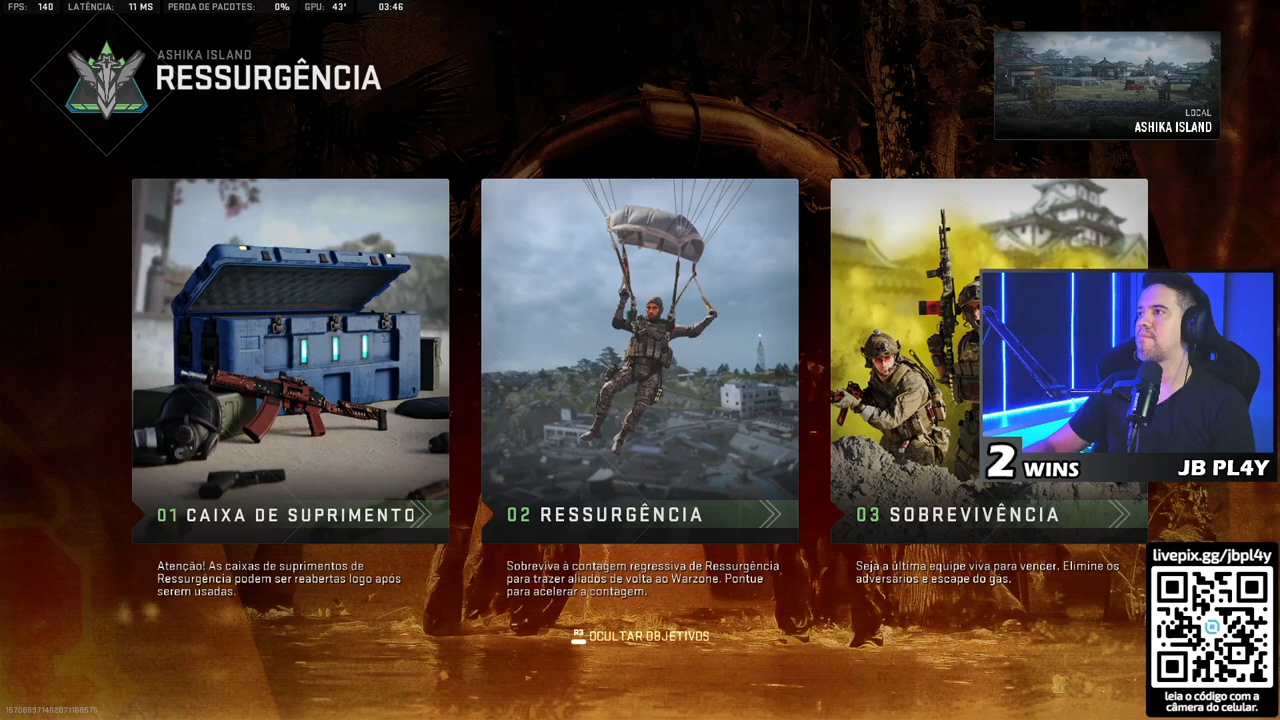 FPS: 140 LATÊNCIA: 11 MS PERDA DE PACOTES: 0% GPU: 43° 03:46
ASHIKA ISLAND
RESSURGÊNCIA
LOCAL
ASHIKA ISLAND
01 CAIXA DE SUPRIMENTO
Atenção! As caixas de suprimentos de
Ressurgência podem ser reabertas logo após
serem usadas.
02 RESSURGÊNCIA
Sobreviva à contagem regressiva de Ressurgência
para trazer aliados de volta ao Warzone. Pontue
para acelerar a contagem.
03 SOBREVIVÊNCIA
Seja a última equipe viva para vencer. Elimine os
adversários e escape do gás.
2 WINS JB PL4Y
R3 OCULTAR OBJETIVOS
livepix.gg/jbpl4y
leia o código com a
câmera do celular.